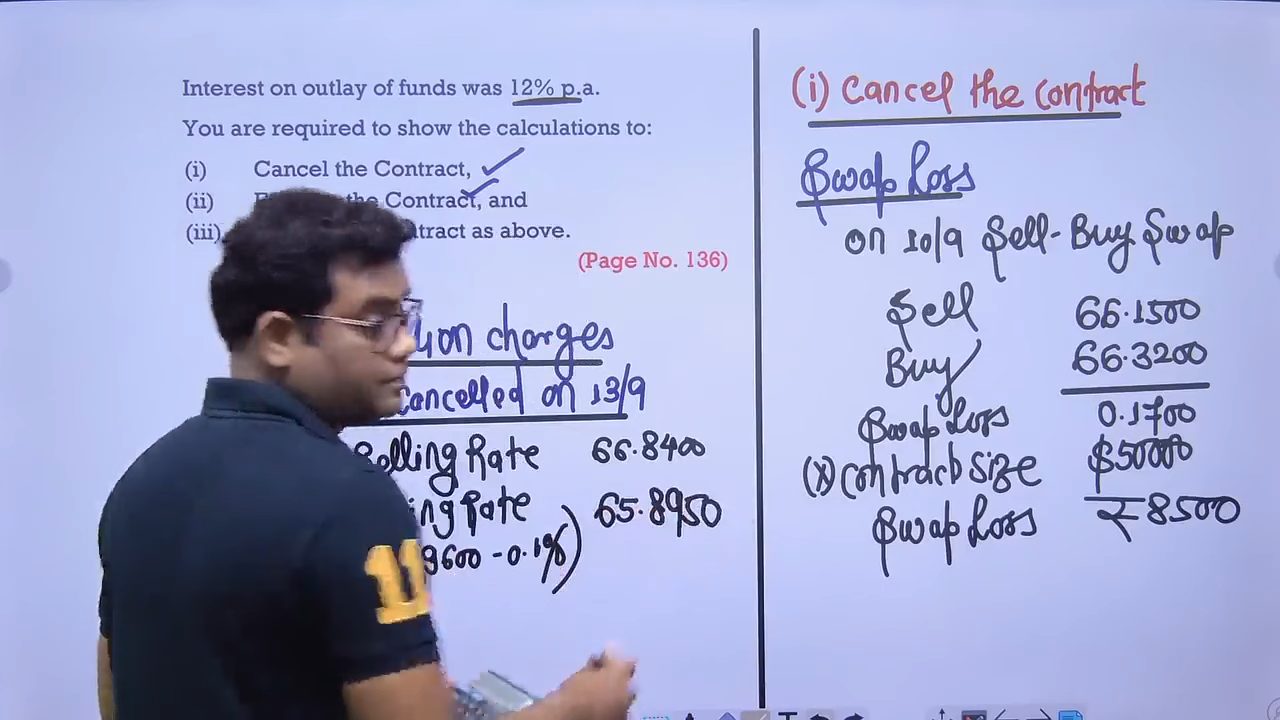 Interest on outlay of funds was 12% p.a.
You are required to show the calculations to:
(i) Cancel the Contract,
(ii) the Contract, and
(iii) as above.
(Page No. 136)
charges
Cancelled on 13/9
Selling Rate 66.8400
Rate 65.8950
9600 - 0.1%)
(i) Cancel the Contract
Swap Loss
on 10/9 Sell-Buy Swap
Sell 66.1500
Buy 66.3200
Swap Loss 0.1700
(x) Contract Size $50000
Swap Loss ₹8500
11